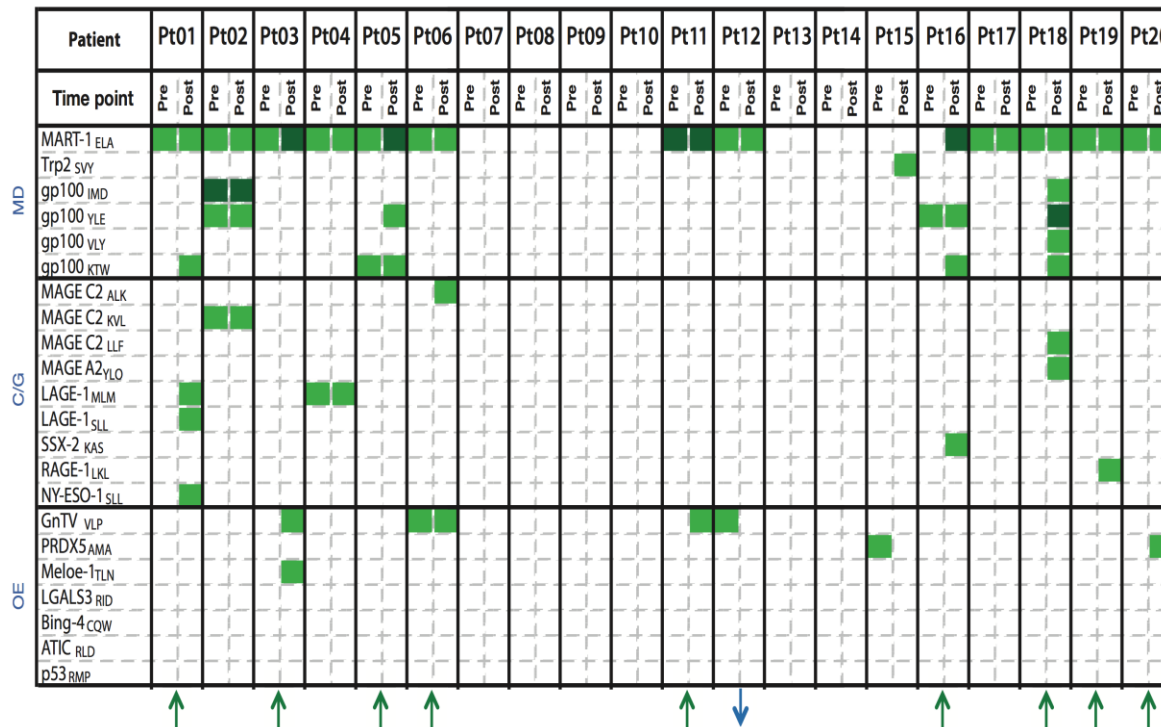 Patient Pt01 Pt02 Pt03 Pt04 Pt05 Pt06 Pt07 Pt08 Pt09 Pt10 Pt11 Pt12 Pt13 Pt14 Pt15 Pt16 Pt17 Pt18 Pt19 Pt20
Time point Pre Post Pre Post Pre Post Pre Post Pre Post Pre Post Pre Post Pre Post Pre Post Pre Post Pre Post Pre Post Pre Post Pre Post Pre Post Pre Post Pre Post Pre Post Pre Post Pre Post
MD
MART-1 ELA
Trp2 SVY
gp100 IMD
gp100 YLE
gp100 VLY
gp100 KTW
C/G
MAGE C2 ALK
MAGE C2 KVL
MAGE C2 LLF
MAGE A2 YLO
LAGE-1 MLM
LAGE-1 SLL
SSX-2 KAS
RAGE-1 LKL
NY-ESO-1 SLL
OE
GnTV VLP
PRDX5 AMA
Meloe-1 TLN
LGALS3 RID
Bing-4 CQW
ATIC RLD
p53 RMP